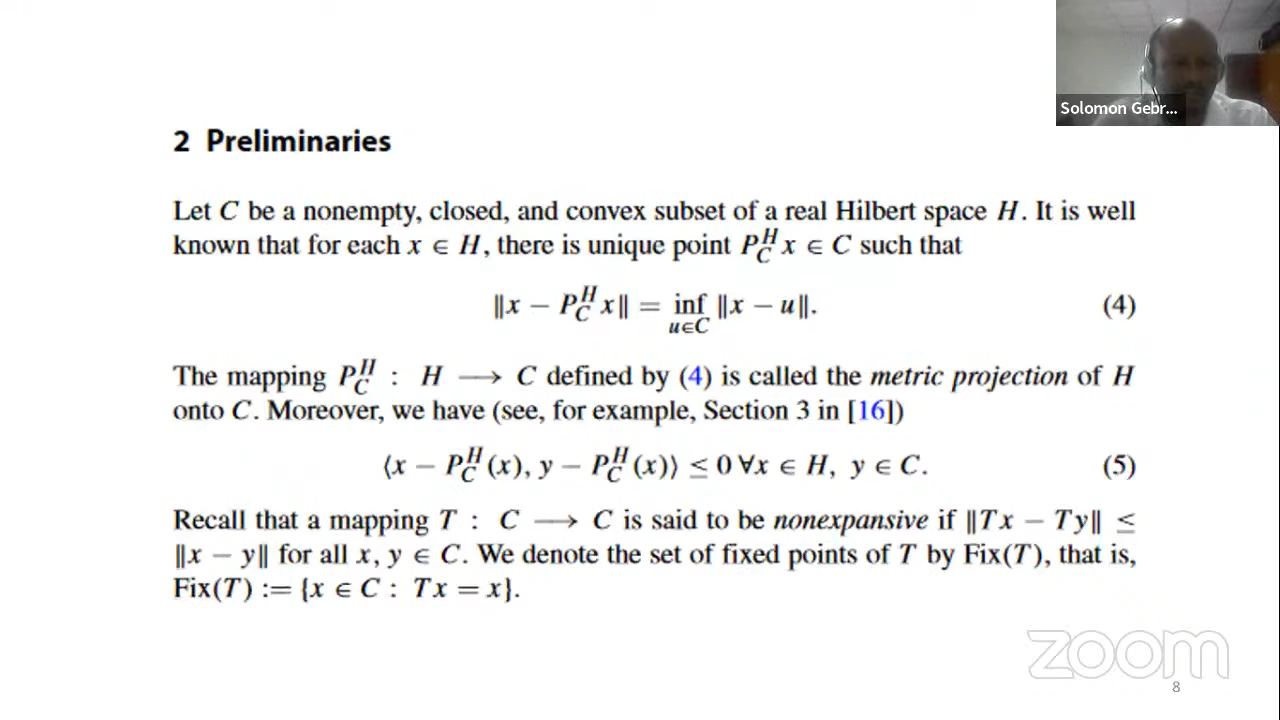 Solomon Gebr...
2 Preliminaries
Let C be a nonempty, closed, and convex subset of a real Hilbert space H. It is well
known that for each x ∈ H, there is unique point P_C^H x ∈ C such that
‖x − P_C^H x‖ = inf_{u∈C} ‖x − u‖. (4)
The mapping P_C^H : H ⟶ C defined by (4) is called the metric projection of H
onto C. Moreover, we have (see, for example, Section 3 in [16])
⟨x − P_C^H (x), y − P_C^H (x)⟩ ≤ 0 ∀x ∈ H, y ∈ C. (5)
Recall that a mapping T : C ⟶ C is said to be nonexpansive if ‖Tx − Ty‖ ≤
‖x − y‖ for all x, y ∈ C. We denote the set of fixed points of T by Fix(T), that is,
Fix(T) := {x ∈ C : Tx = x}.
zoom
8